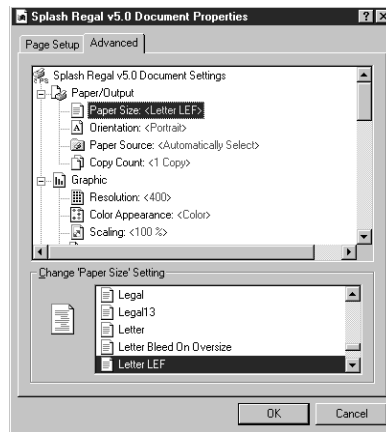 Splash Regal v5.0 Document Properties
Page Setup
Advanced
Splash Regal v5.0 Document Settings
Paper/Output
Paper Size: <Letter LEF>
Orientation: <Portrait>
Paper Source: <Automatically Select>
Copy Count: <1 Copy>
Graphic
Resolution: <400>
Color Appearance: <Color>
Scaling: <100 %>
Change 'Paper Size' Setting
Legal
Legal13
Letter
Letter Bleed On Oversize
Letter LEF
OK
Cancel